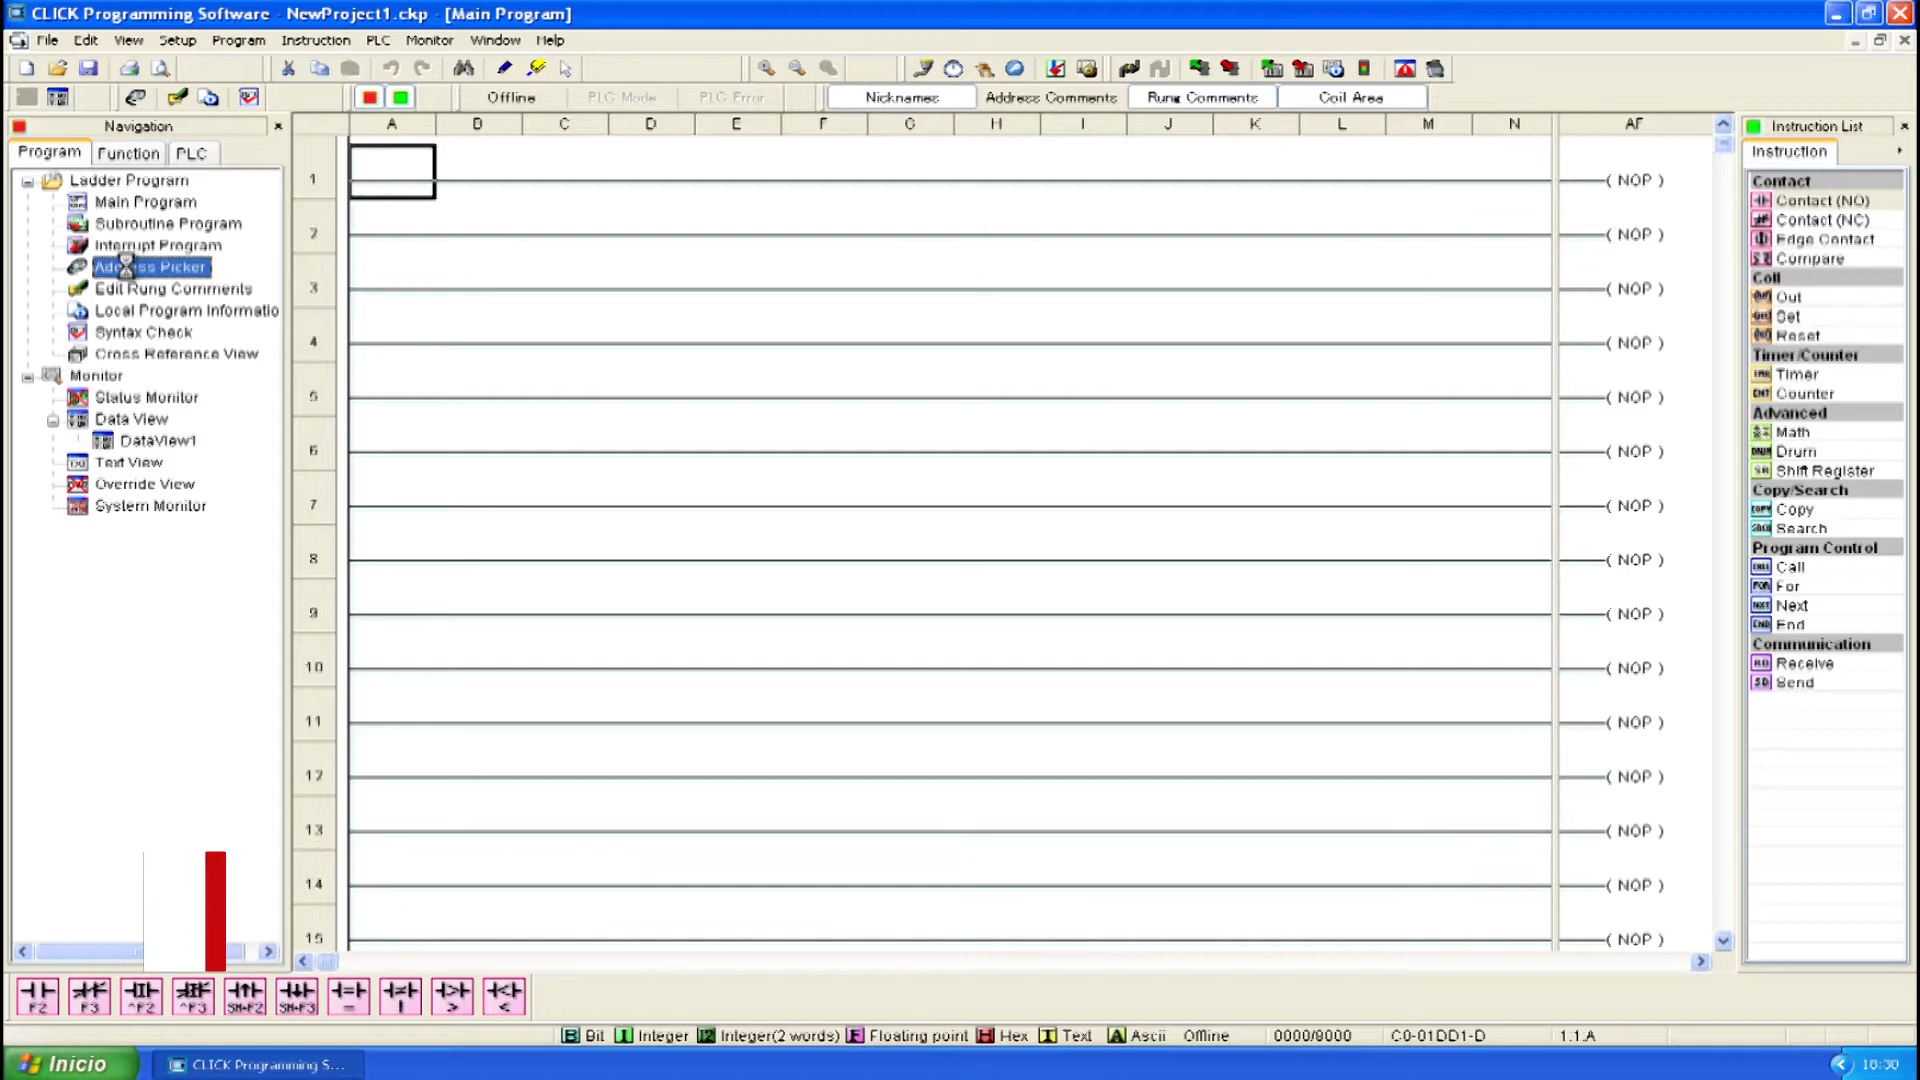 CLICK Programming Software - NewProject1.ckp - [Main Program]
File Edit View Setup Program Instruction PLC Monitor Window Help
Offline PLC Mode PLC Error Nicknames Address Comments Rung Comments Coil Area
Navigation
Program Function PLC
Ladder Program
Main Program
Subroutine Program
Interrupt Program
Address Picker
Edit Rung Comments
Local Program Informatio
Syntax Check
Cross Reference View
Monitor
Status Monitor
Data View
DataView1
Text View
Override View
System Monitor
A B C D E F G H I J K L M N AF
1 ( NOP )
2 ( NOP )
3 ( NOP )
4 ( NOP )
5 ( NOP )
6 ( NOP )
7 ( NOP )
8 ( NOP )
9 ( NOP )
10 ( NOP )
11 ( NOP )
12 ( NOP )
13 ( NOP )
14 ( NOP )
15 ( NOP )
Instruction List
Instruction
Contact
Contact (NO)
Contact (NC)
Edge Contact
Compare
Coil
Out
Set
Reset
Timer/Counter
Timer
Counter
Advanced
Math
Drum
Shift Register
Copy/Search
Copy
Search
Program Control
Call
For
Next
End
Communication
Receive
Send
F2 F3 ^F2 ^F3 SH+F2 SH+F3 = | > <
B Bit I Integer I2 Integer(2 words) F Floating point H Hex T Text A Ascii Offline 0000/8000 C0-01DD1-D 1.1.A
Inicio CLICK Programming S... 10:30